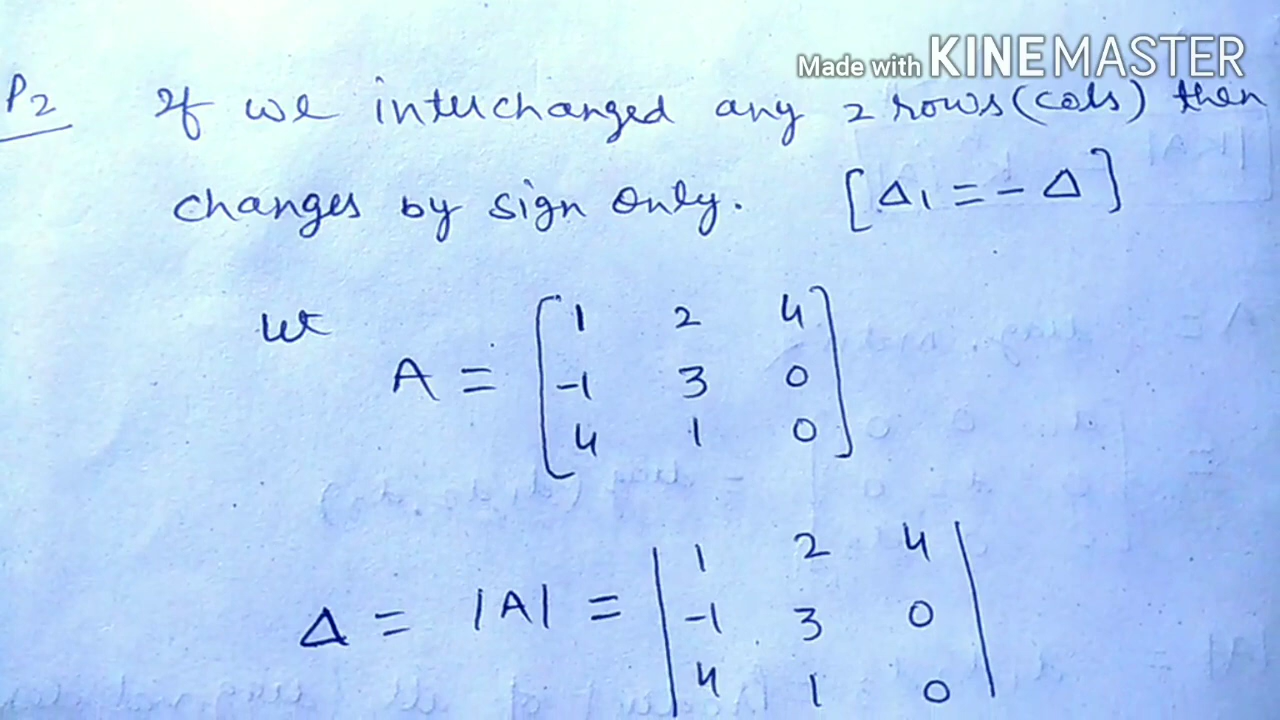 Made with KINEMASTER
P2 If we interchanged any 2 rows (cols) then
changes by sign only. [Δ1 = - Δ]
let
A = [1 2 4
-1 3 0
4 1 0]
Δ = |A| = |1 2 4
-1 3 0
4 1 0|